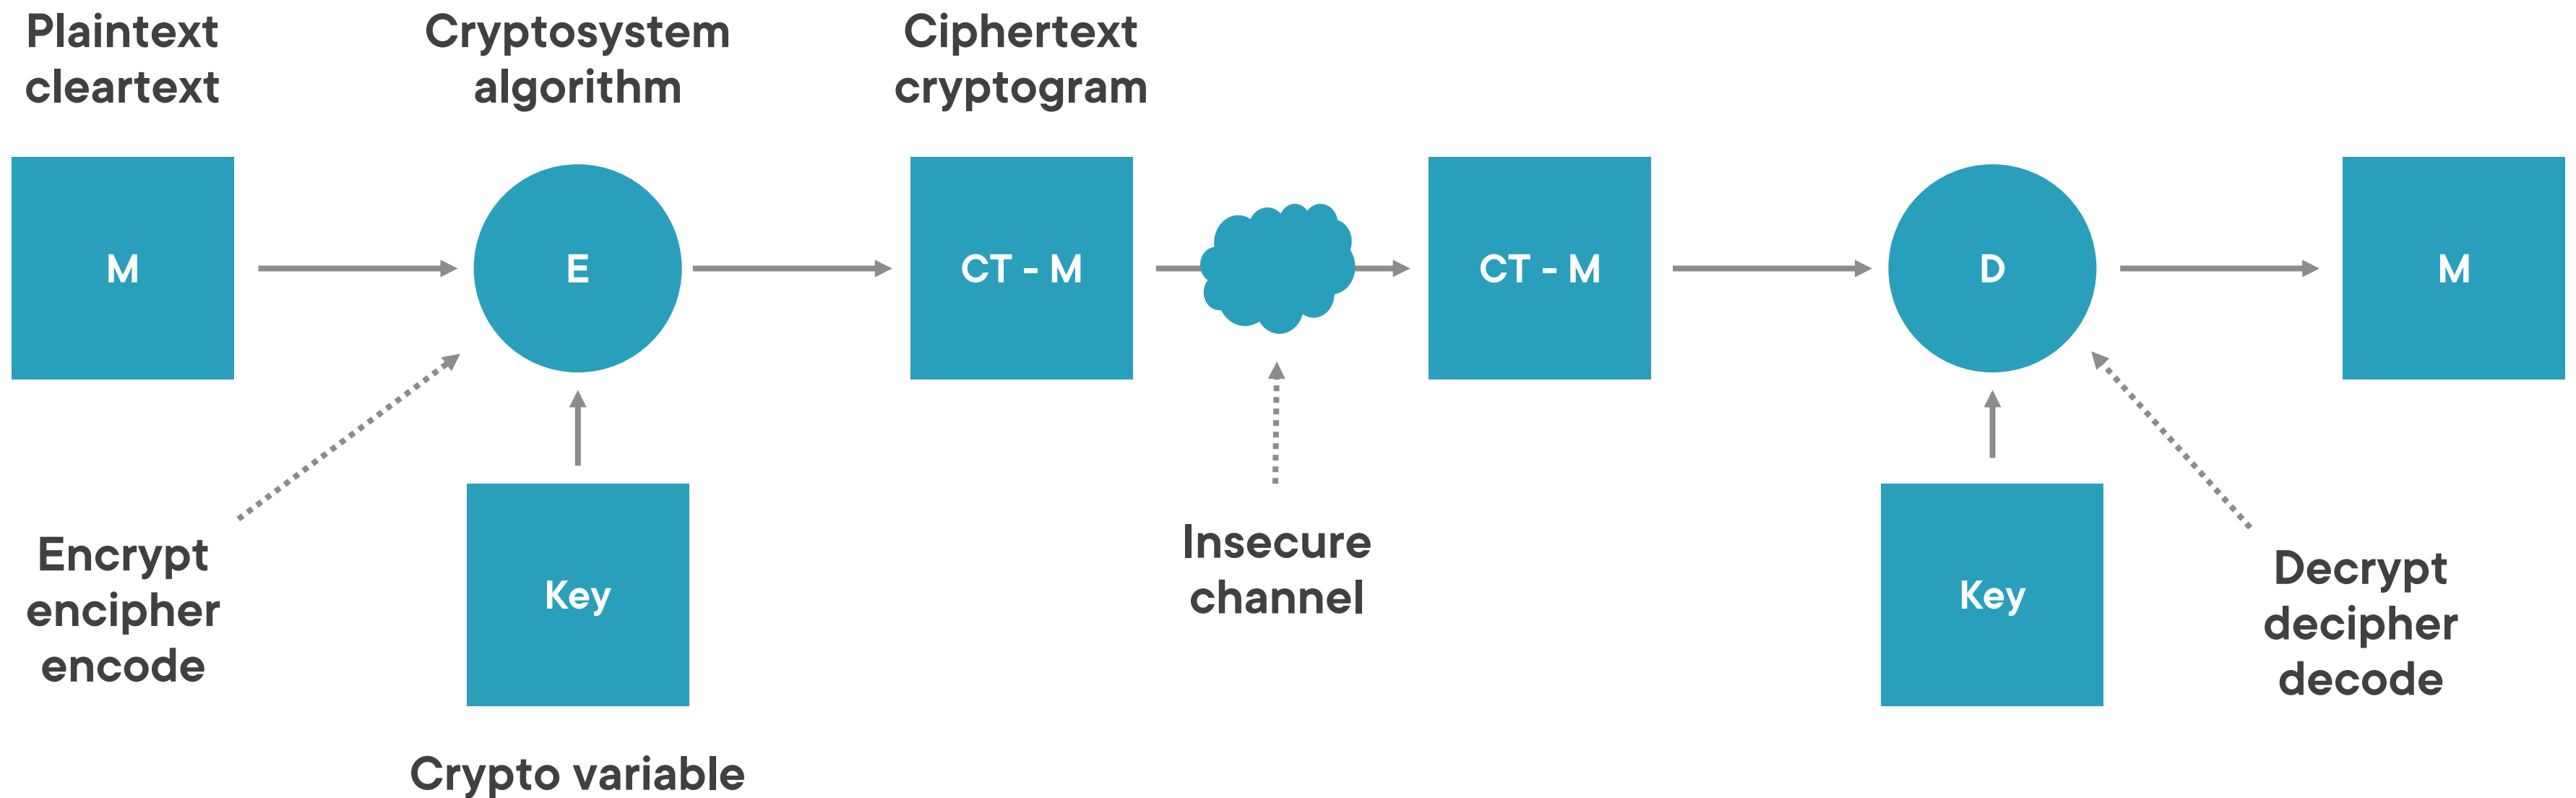 Plaintext
cleartext
Cryptosystem
algorithm
Ciphertext
cryptogram
M
E
CT - M
CT - M
D
M
Encrypt
encipher
encode
Key
Crypto variable
Insecure
channel
Key
Decrypt
decipher
decode